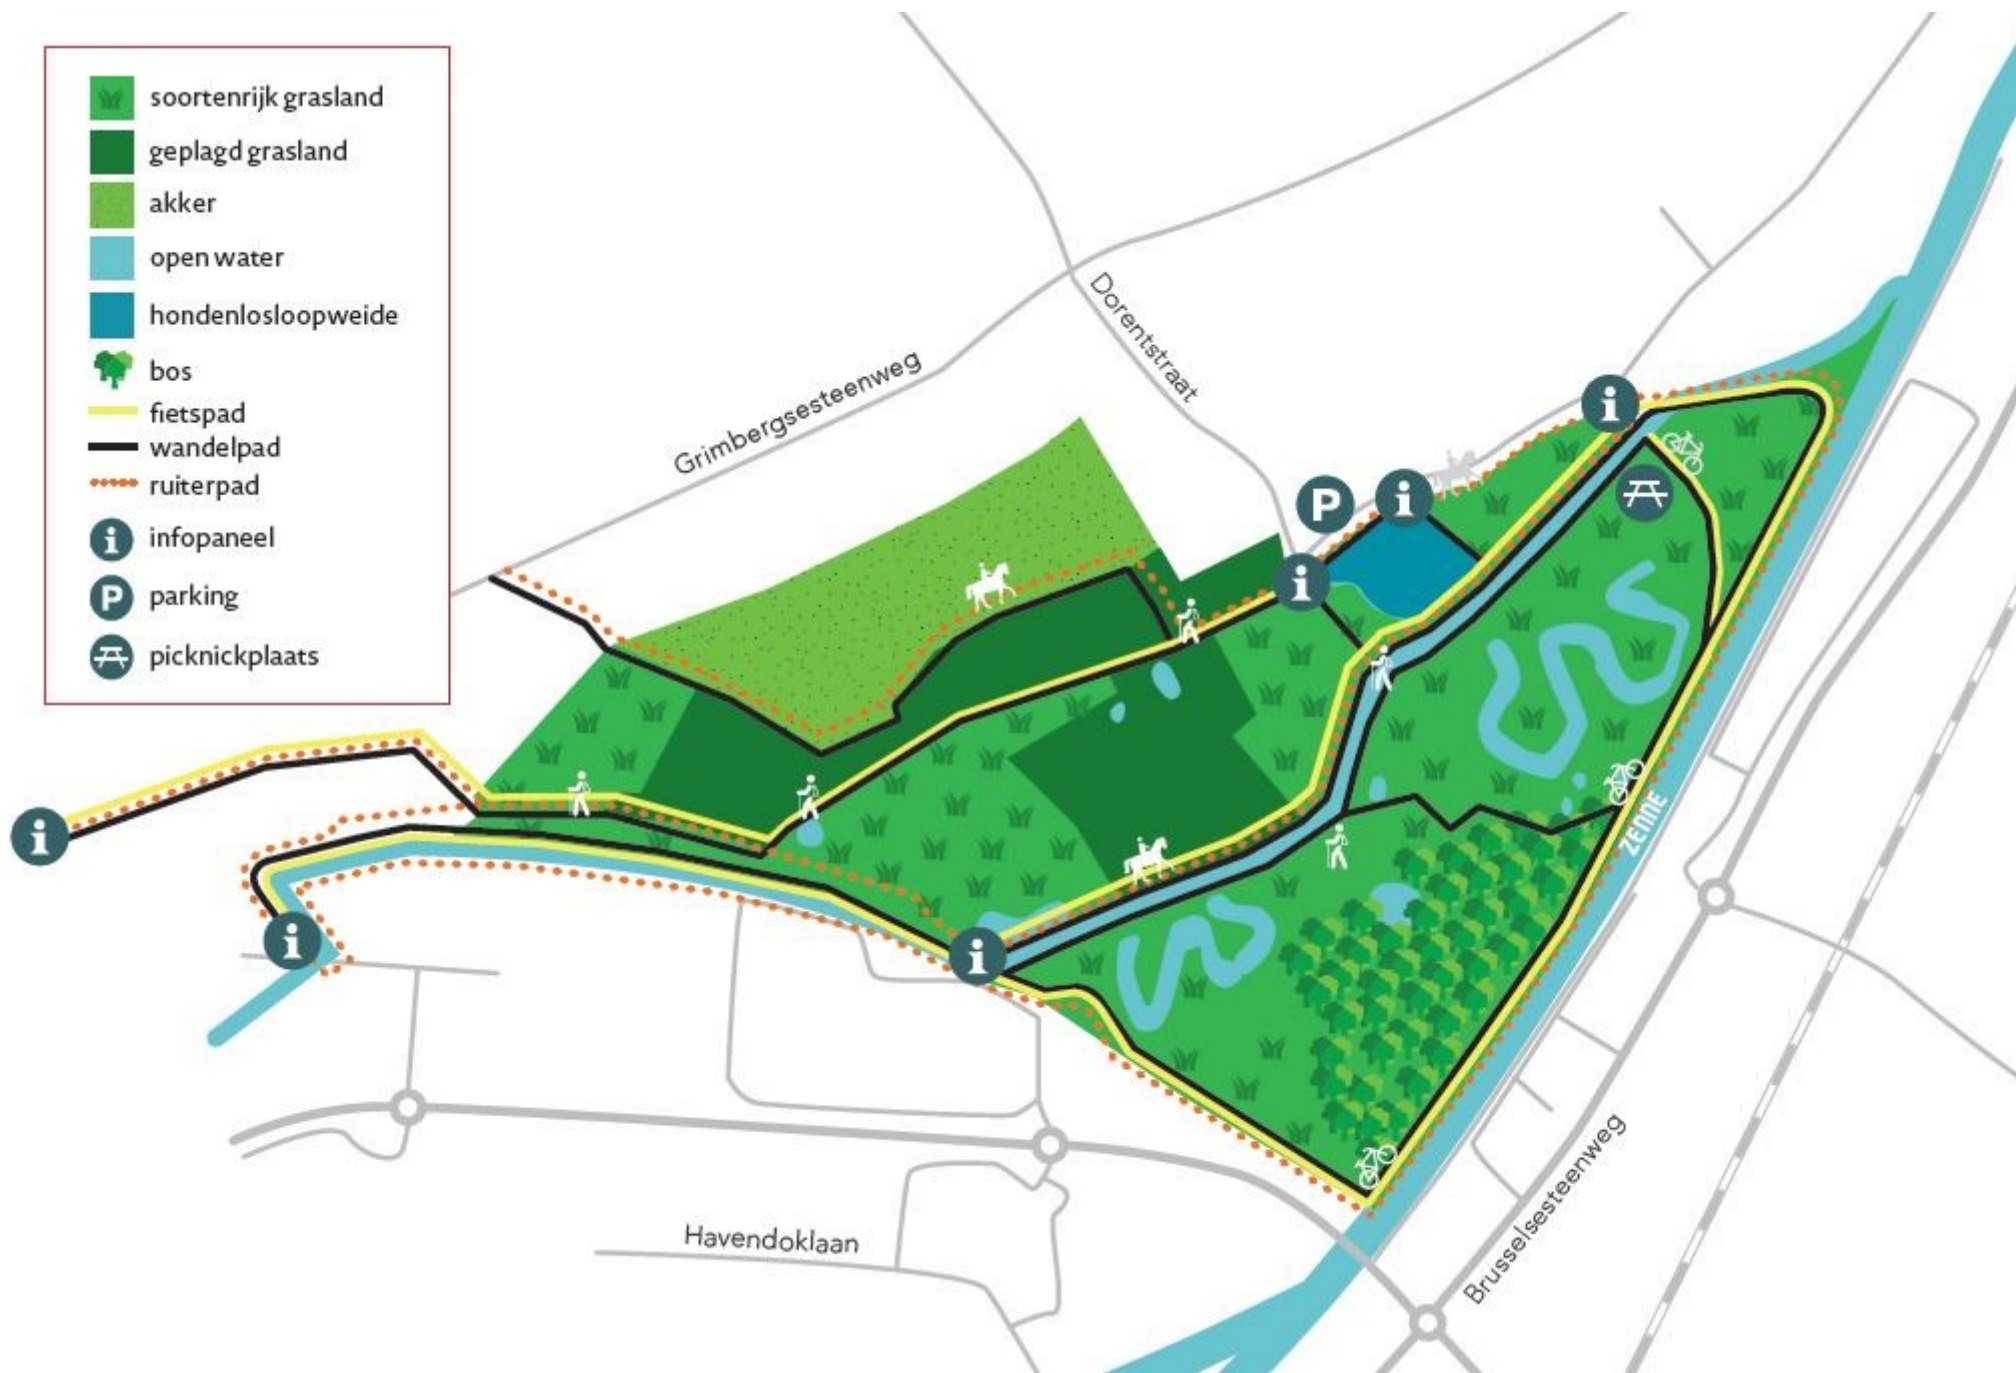 soortenrijk grasland
geplagd grasland
akker
open water
hondenlosloopweide
bos
fietspad
wandelpad
ruiterpad
i infopaneel
P parking
picknickplaats
Grimbergsesteenweg
Dorentstraat
i
P
i
i
i
i
i
ZENNE
Havendoklaan
Brusselsesteenweg